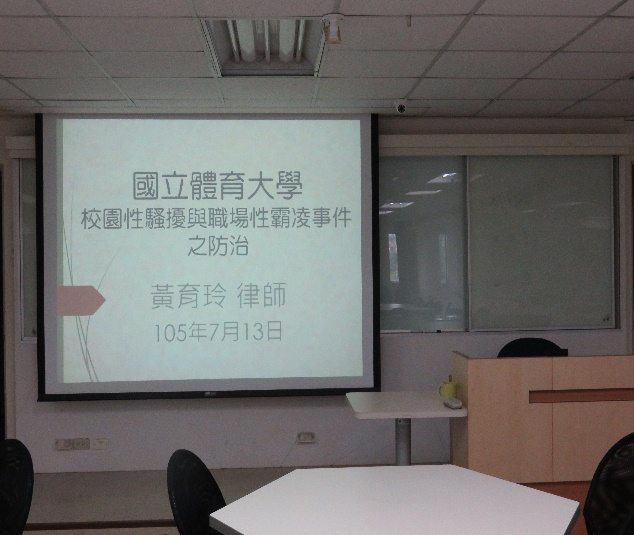 國立體育大學
校園性騷擾與職場性霸凌事件
之防治
黃育玲 律師
105年7月13日